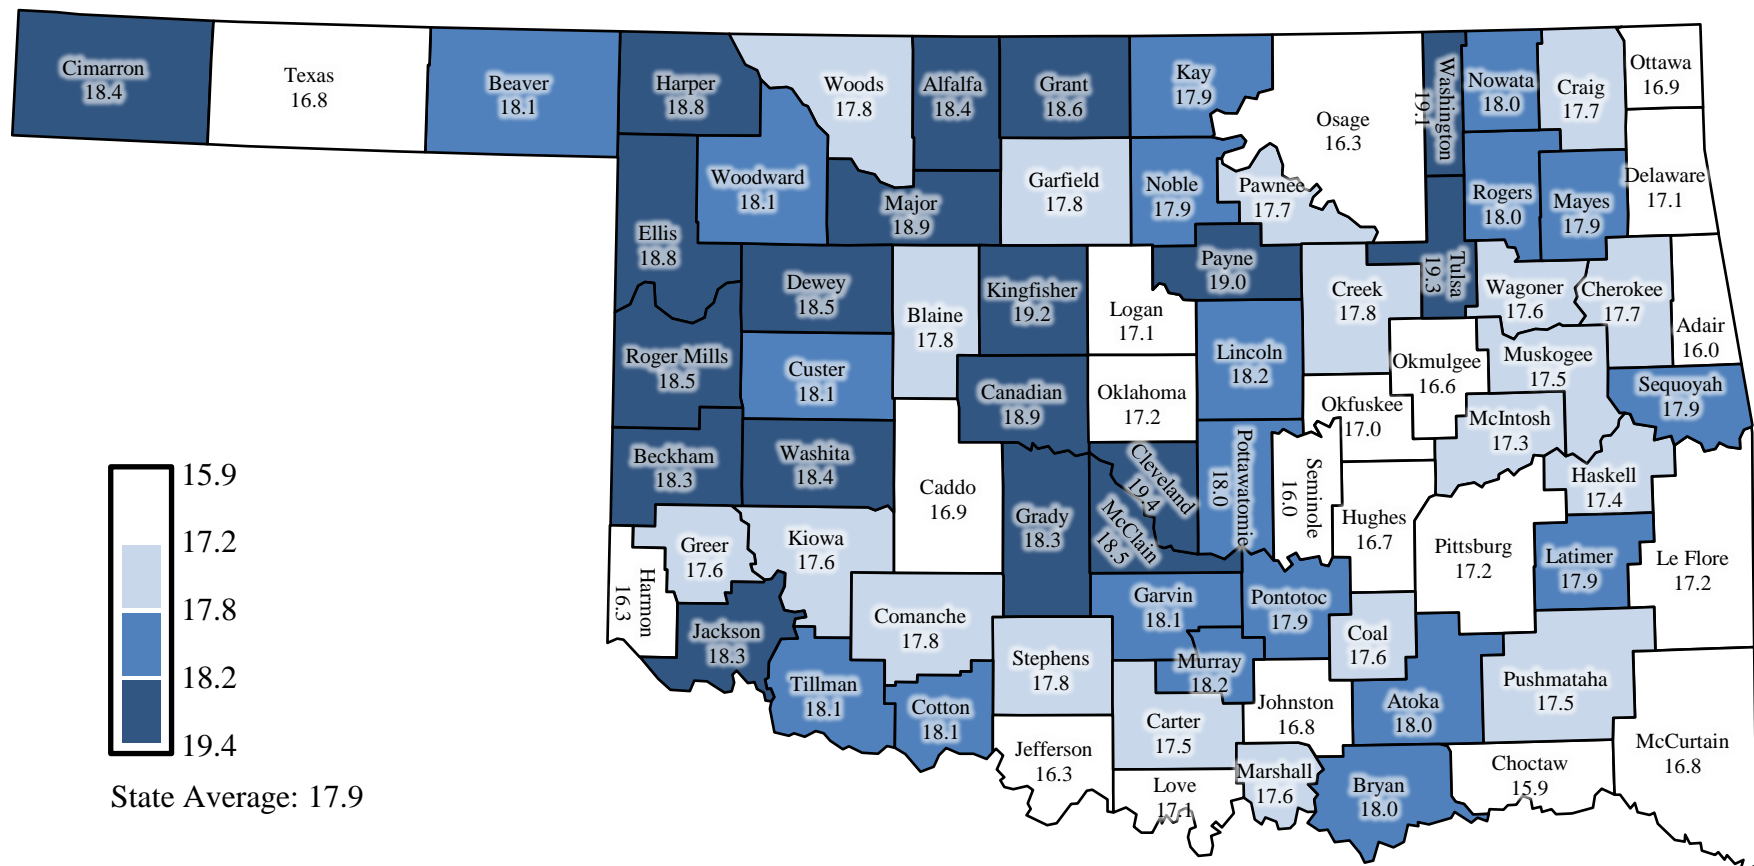 Cimarron
18.4
Texas
16.8
Beaver
18.1
Harper
18.8
Woods
17.8
Alfalfa
18.4
Grant
18.6
Kay
17.9
Osage
16.3
Washington
19.1
Nowata
18.0
Craig
17.7
Ottawa
16.9
Woodward
18.1
Major
18.9
Garfield
17.8
Noble
17.9
Pawnee
17.7
Rogers
18.0
Mayes
17.9
Delaware
17.1
Ellis
18.8
Dewey
18.5
Blaine
17.8
Kingfisher
19.2
Logan
17.1
Payne
19.0
Creek
17.8
Tulsa
19.3
Wagoner
17.6
Cherokee
17.7
Adair
16.0
Roger Mills
18.5
Custer
18.1
Canadian
18.9
Oklahoma
17.2
Lincoln
18.2
Okmulgee
16.6
Muskogee
17.5
Sequoyah
17.9
Okfuskee
17.0
McIntosh
17.3
Beckham
18.3
Washita
18.4
Caddo
16.9
Grady
18.3
Cleveland
19.4
McClain
18.5
Pottawatomie
18.0
Seminole
16.0
Hughes
16.7
Haskell
17.4
Pittsburg
17.2
Latimer
17.9
Le Flore
17.2
Greer
17.6
Kiowa
17.6
Harmon
16.3
Jackson
18.3
Comanche
17.8
Garvin
18.1
Pontotoc
17.9
Coal
17.6
Stephens
17.8
Murray
18.2
Tillman
18.1
Cotton
18.1
Carter
17.5
Johnston
16.8
Atoka
18.0
Pushmataha
17.5
McCurtain
16.8
Jefferson
16.3
Love
17.1
Marshall
17.6
Bryan
18.0
Choctaw
15.9
15.9
17.2
17.8
18.2
19.4
State Average: 17.9